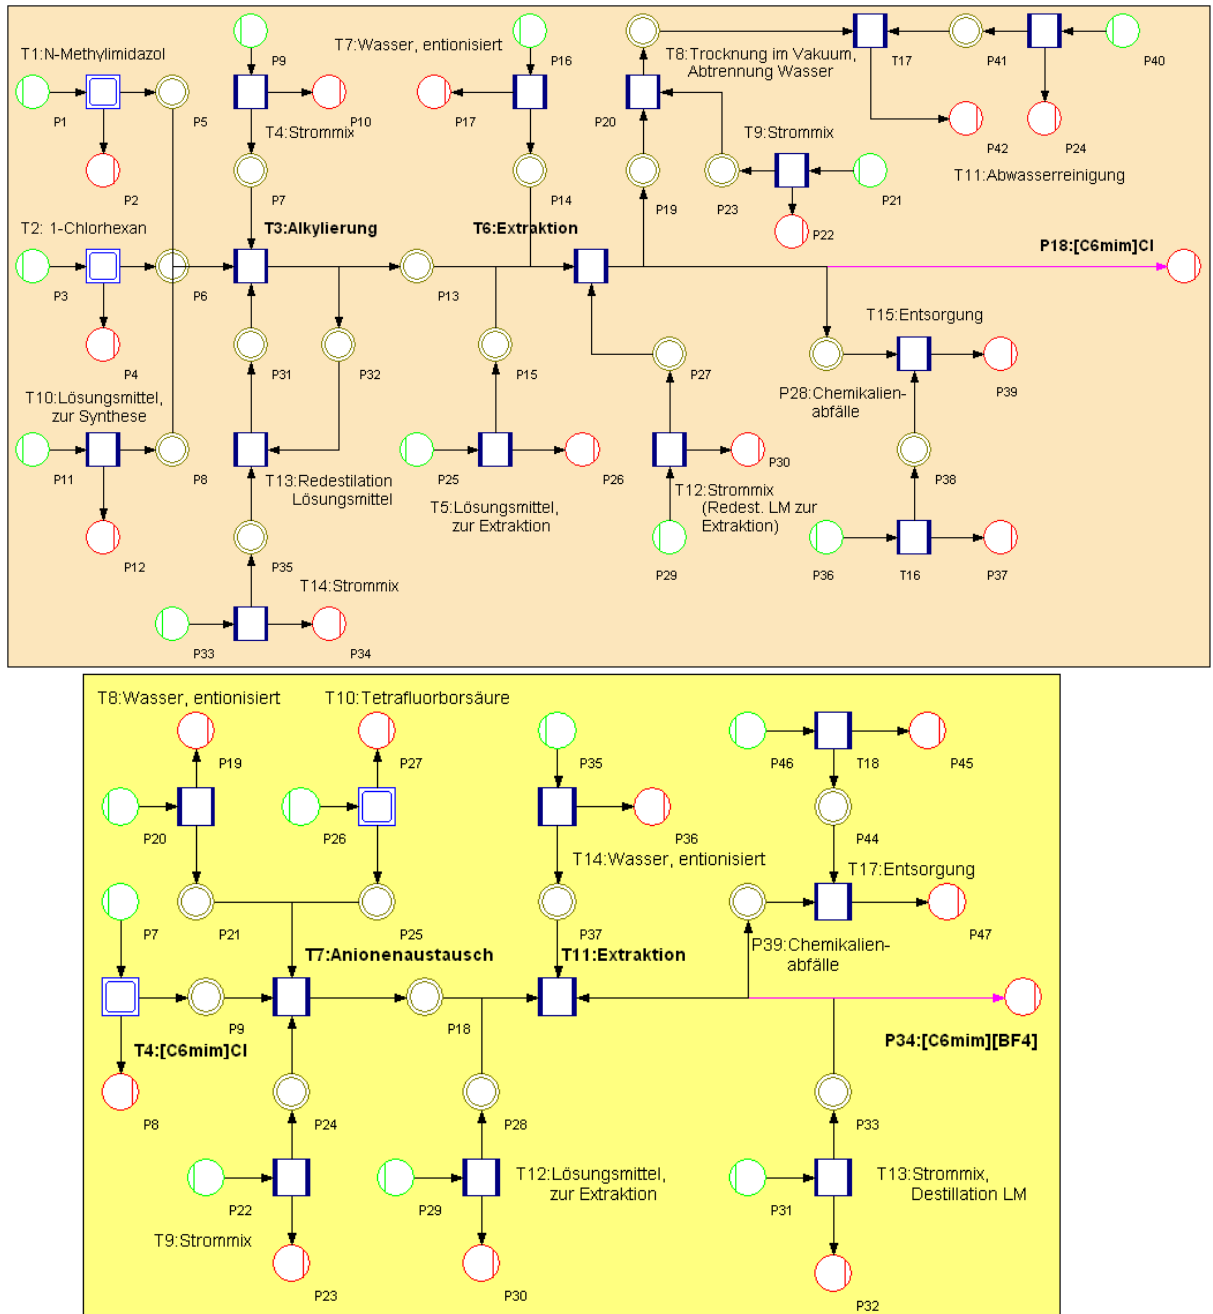 T1:N-Methylimidazol
P1
P5
P2
P9
P10
T4:Strommix
P7
T7:Wasser, entionisiert
P16
P17
P14
T8:Trocknung im Vakuum,
Abtrennung Wasser
P20
T17
P41
P40
P42
P24
T11:Abwasserreinigung
T9:Strommix
P19
P23
P21
P22
T2: 1-Chlorhexan
P3
P6
P4
T3:Alkylierung
P13
T6:Extraktion
P18:[C6mim]Cl
P31
P32
P15
P27
T15:Entsorgung
P39
P28:Chemikalien-
abfälle
T10:Lösungsmittel,
zur Synthese
P11
P8
P12
T13:Redestilation
Lösungsmittel
P25
P26
T5:Lösungsmittel,
zur Extraktion
P30
T12:Strommix
(Redest. LM zur
Extraktion)
P29
P38
P36
T16
P37
P35
T14:Strommix
P33
P34
T8:Wasser, entionisiert
T10:Tetrafluorborsäure
P19
P27
P35
P46
T18
P45
P20
P26
P36
P44
T14:Wasser, entionisiert
T17:Entsorgung
P7
P21
P25
P37
P47
P39:Chemikalien-
abfälle
T7:Anionenaustausch
T11:Extraktion
P9
P18
T4:[C6mim]Cl
P34:[C6mim][BF4]
P8
P24
P28
P33
P22
P29
T12:Lösungsmittel,
zur Extraktion
P31
T13:Strommix,
Destillation LM
T9:Strommix
P23
P30
P32